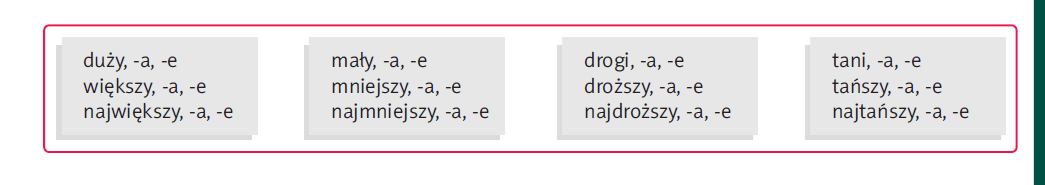 duży, -a, -e
większy, -a, -e
największy, -a, -e
mały, -a, -e
mniejszy, -a, -e
najmniejszy, -a, -e
drogi, -a, -e
droższy, -a, -e
najdroższy, -a, -e
tani, -a, -e
tańszy, -a, -e
najtańszy, -a, -e